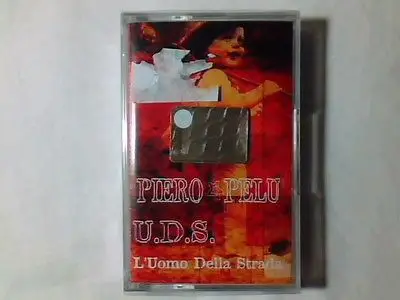 PIERO PELU
U.D.S.
L'Uomo Della Strada